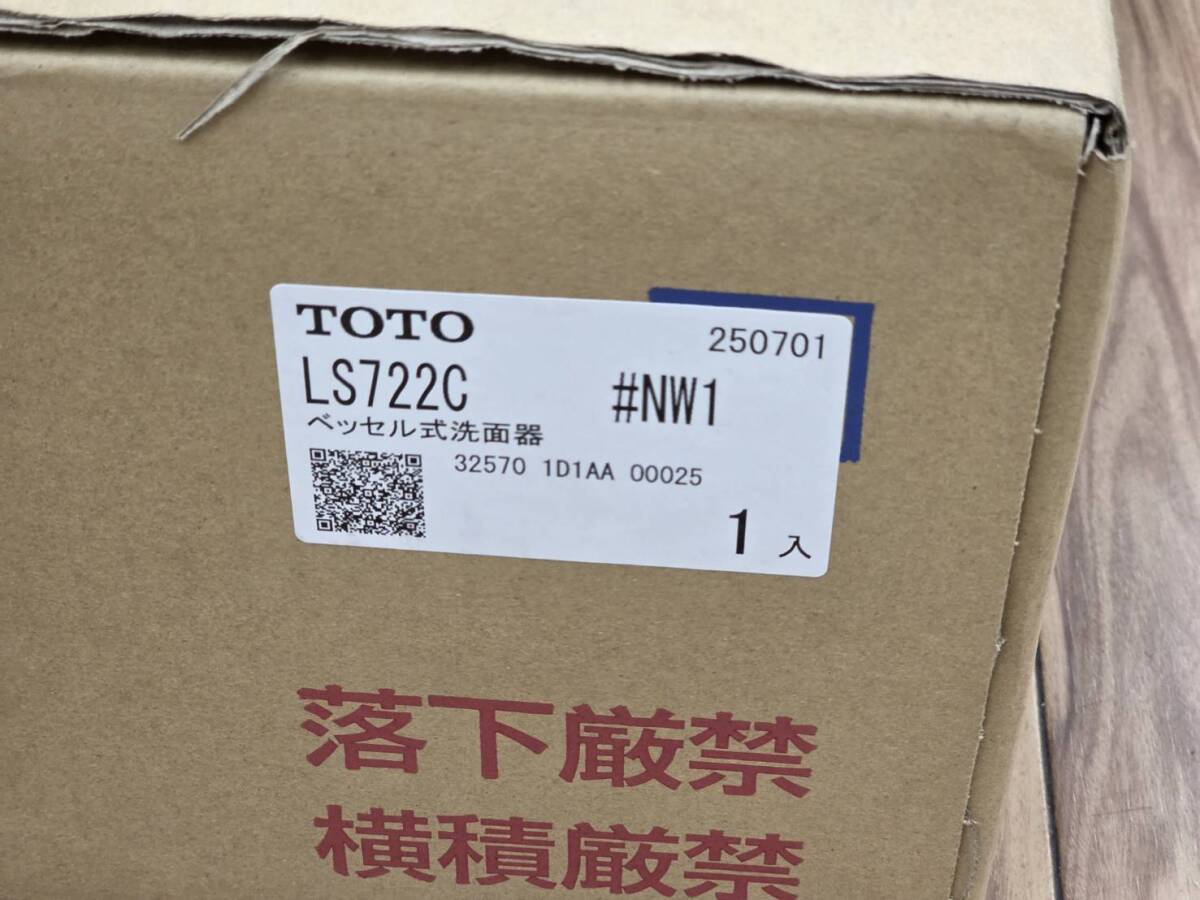 TOTO 250701
LS722C #NW1
ベッセル式洗面器
32570 1D1AA 00025
1 入
落下厳禁
横積厳禁